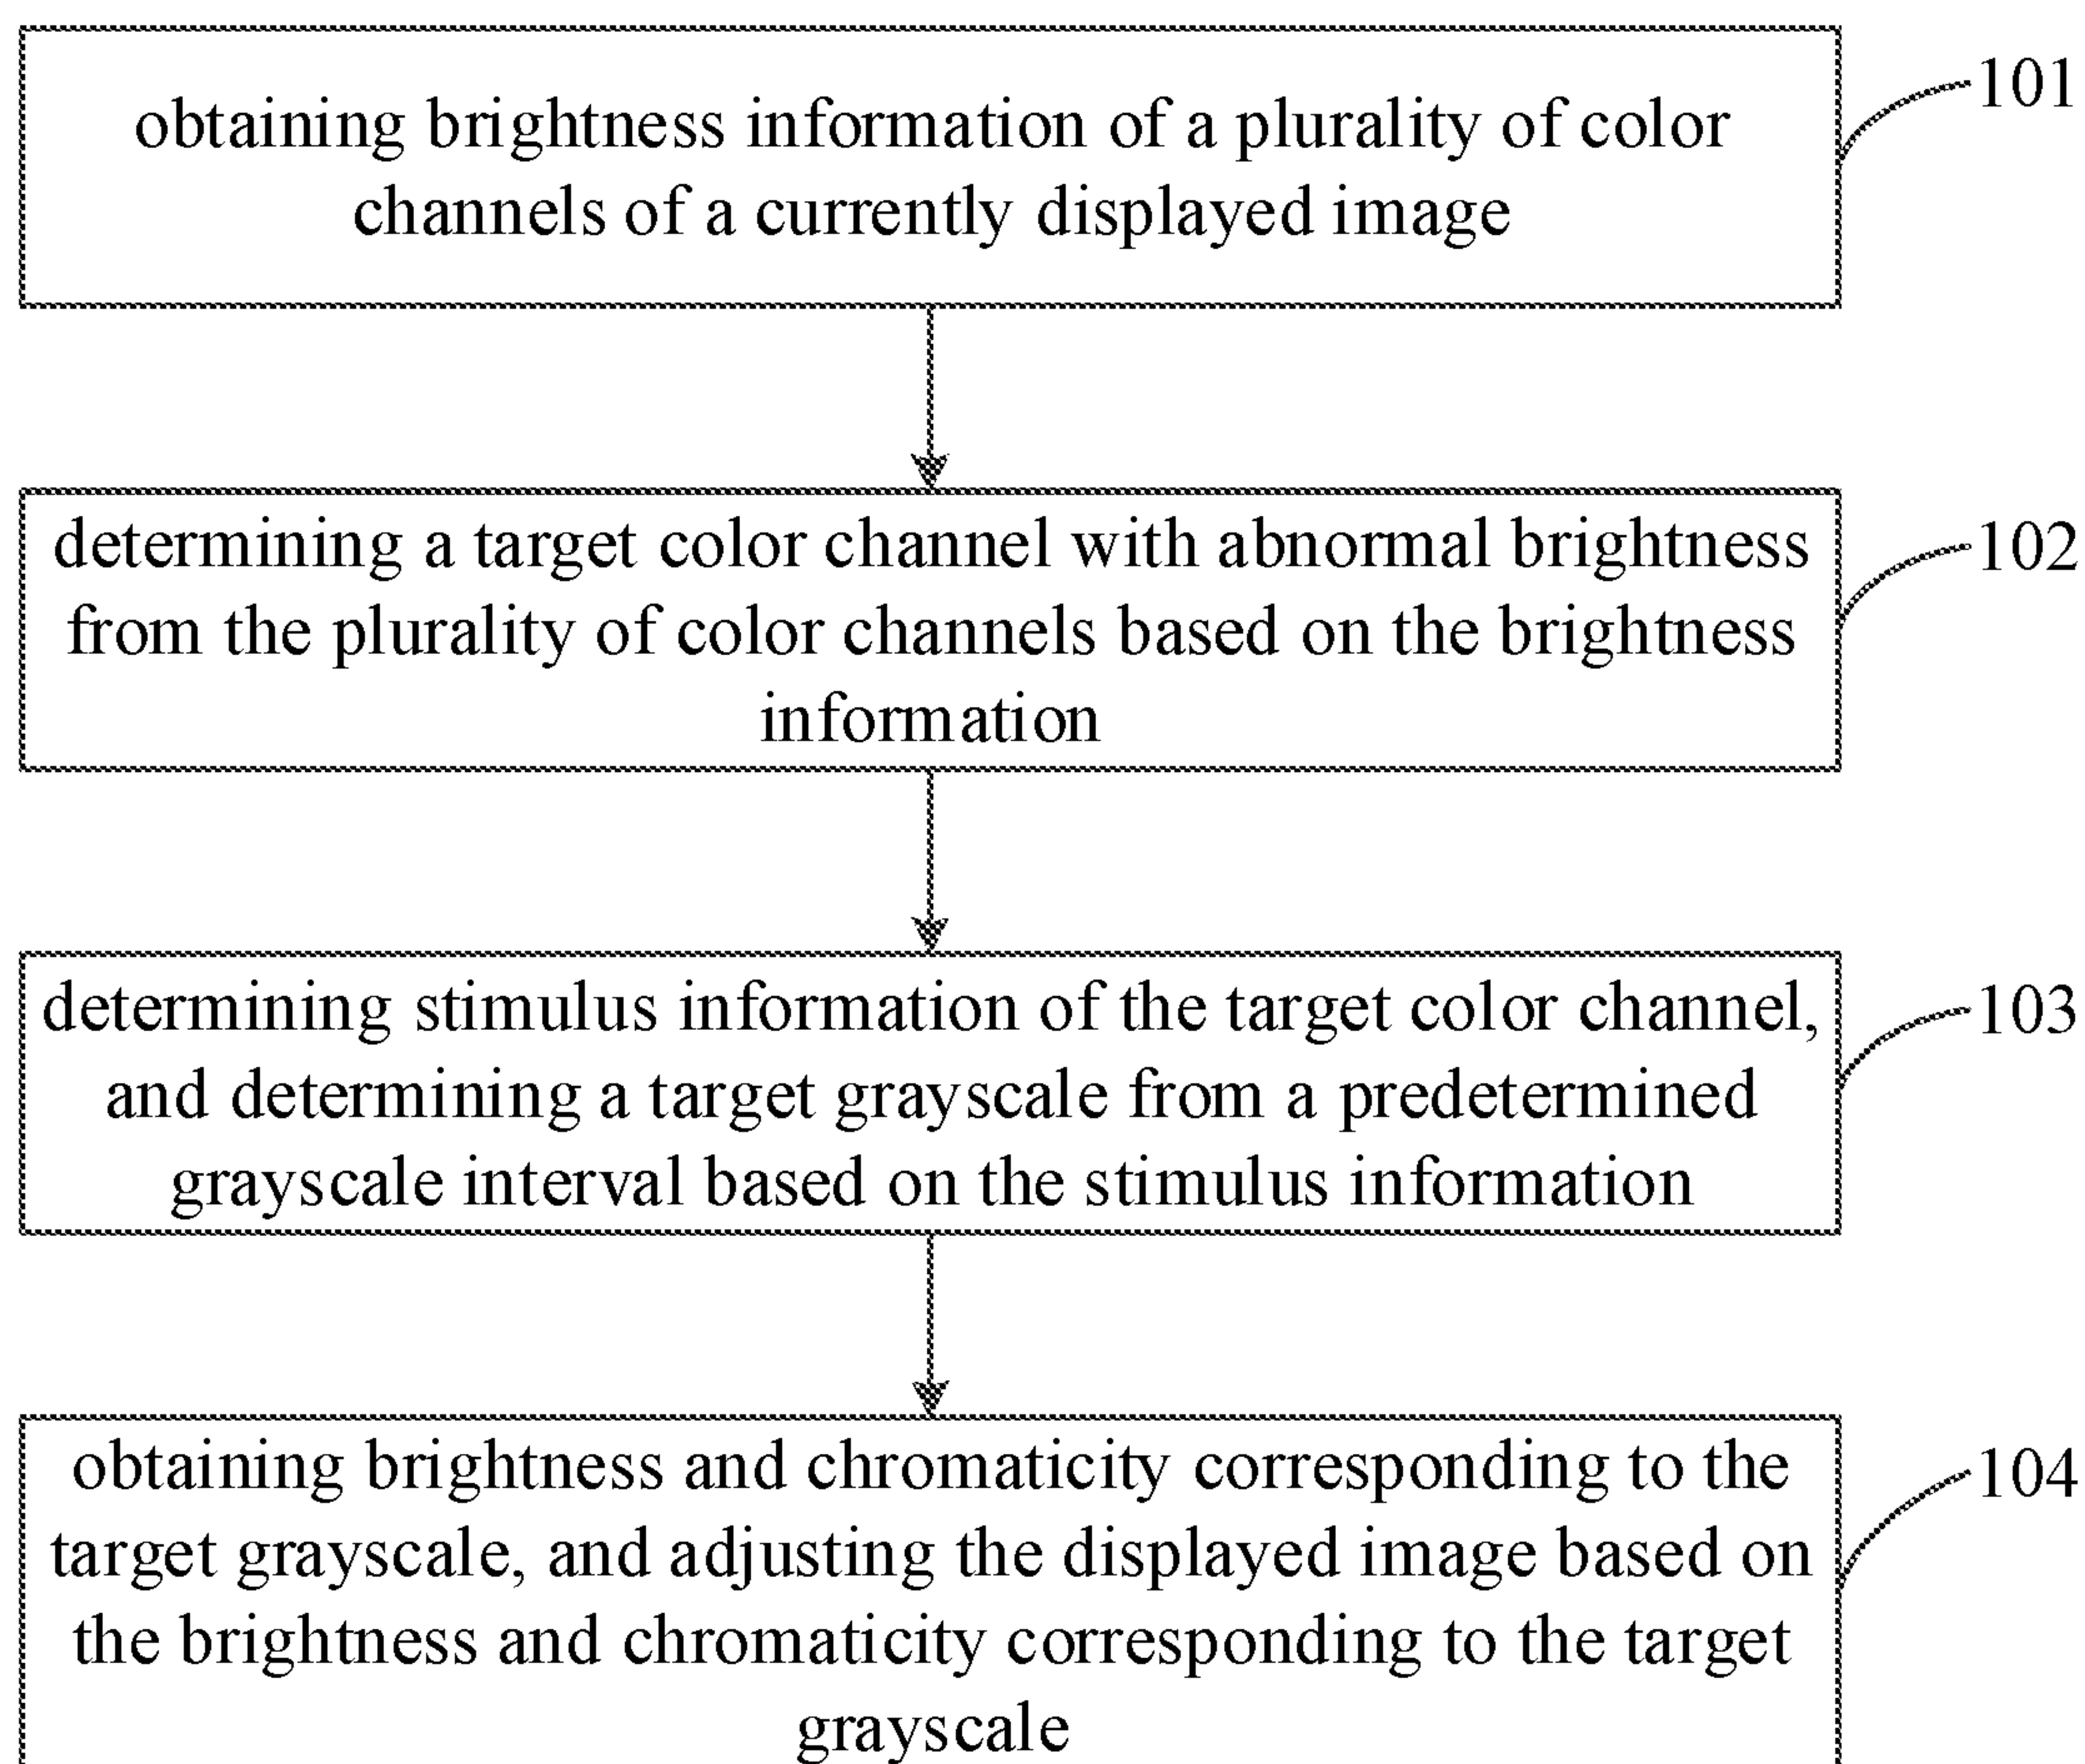 obtaining brightness information of a plurality of color
channels of a currently displayed image
101
determining a target color channel with abnormal brightness
from the plurality of color channels based on the brightness
information
102
determining stimulus information of the target color channel,
and determining a target grayscale from a predetermined
grayscale interval based on the stimulus information
103
obtaining brightness and chromaticity corresponding to the
target grayscale, and adjusting the displayed image based on
the brightness and chromaticity corresponding to the target
grayscale
104